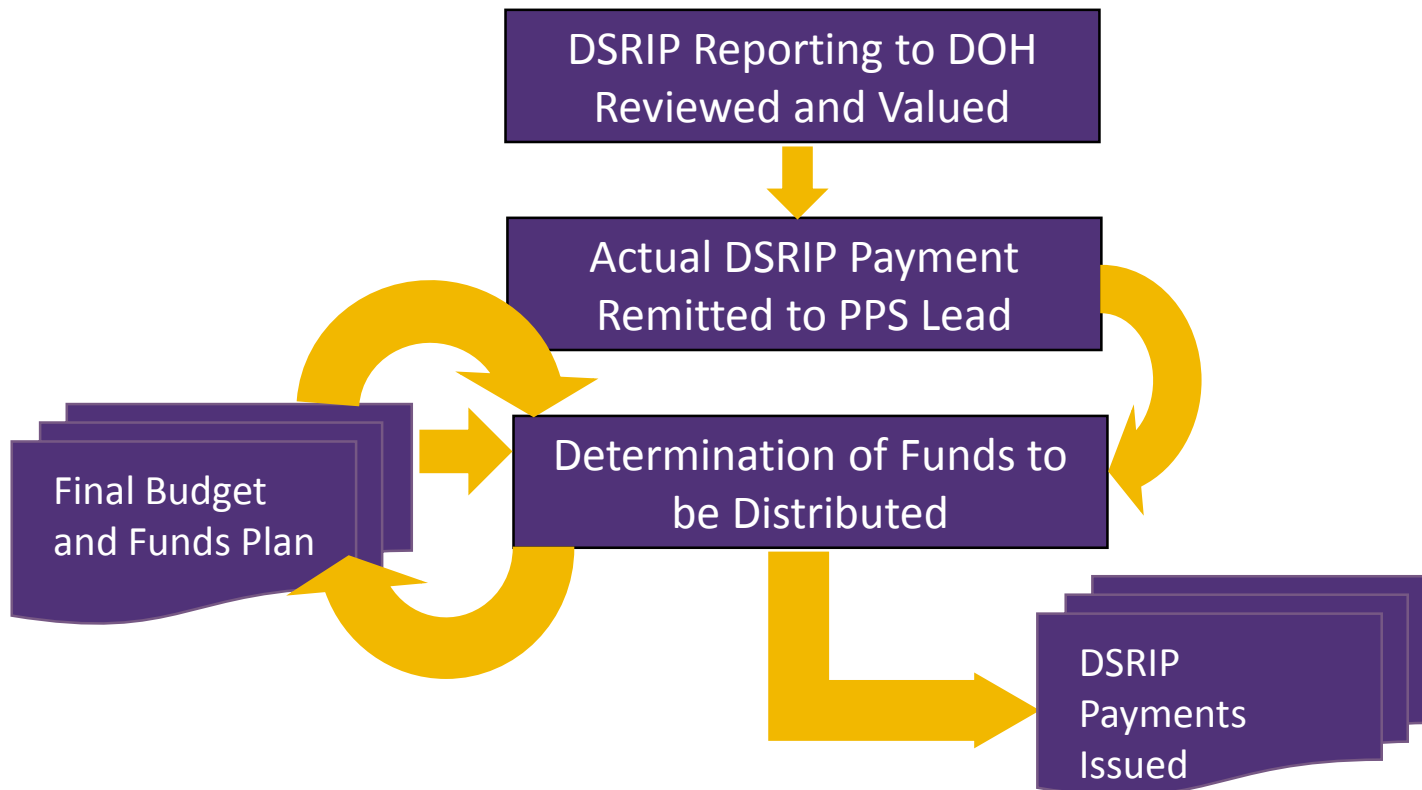 DSRIP Reporting to DOH
Reviewed and Valued
Actual DSRIP Payment
Remitted to PPS Lead
Determination of Funds to
be Distributed
Final Budget
and Funds Plan
DSRIP
Payments
Issued